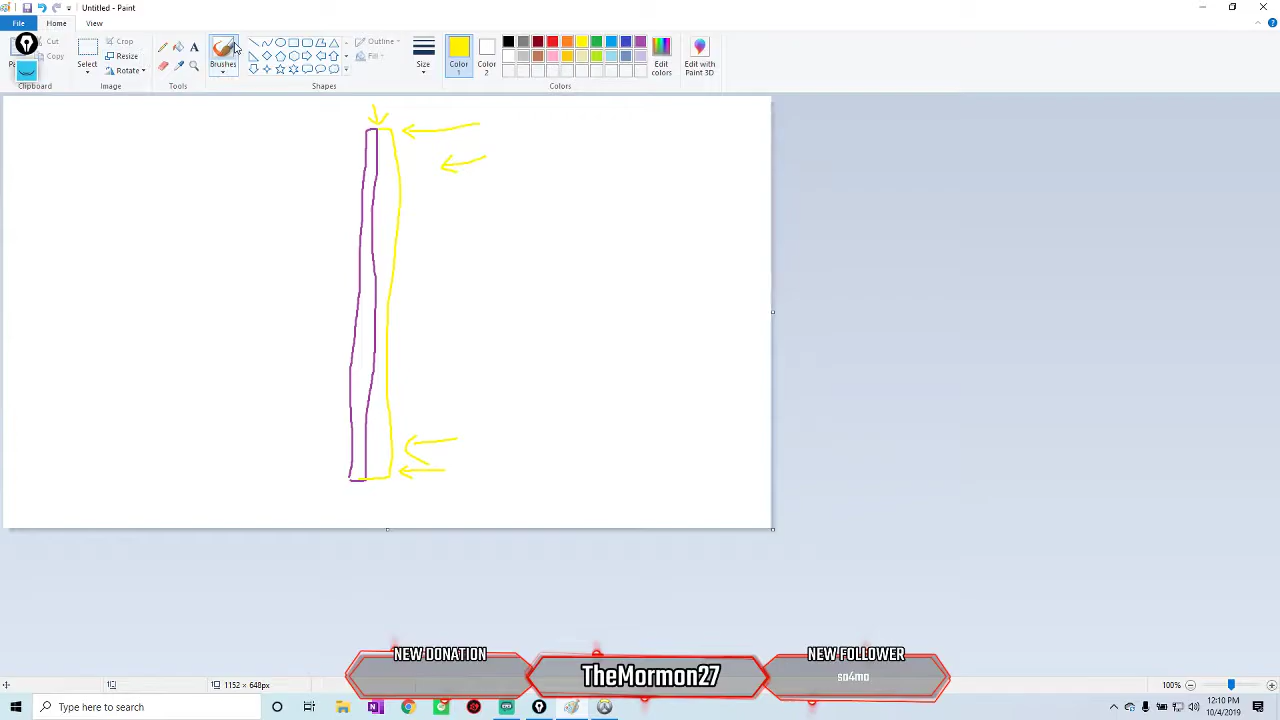 Untitled - Paint
File
Home
View
Cut
Copy
Clipboard
Select
Crop
Resize
Rotate
Image
A
Tools
Brushes
Outline
Fill
Shapes
Size
Color 1
Color 2
Edit colors
Edit with Paint 3D
Colors
NEW DONATION
TheMormon27
NEW FOLLOWER
sa4ma
1152 × 648px
100%
Type here to search
12:10 PM
10/4/2019